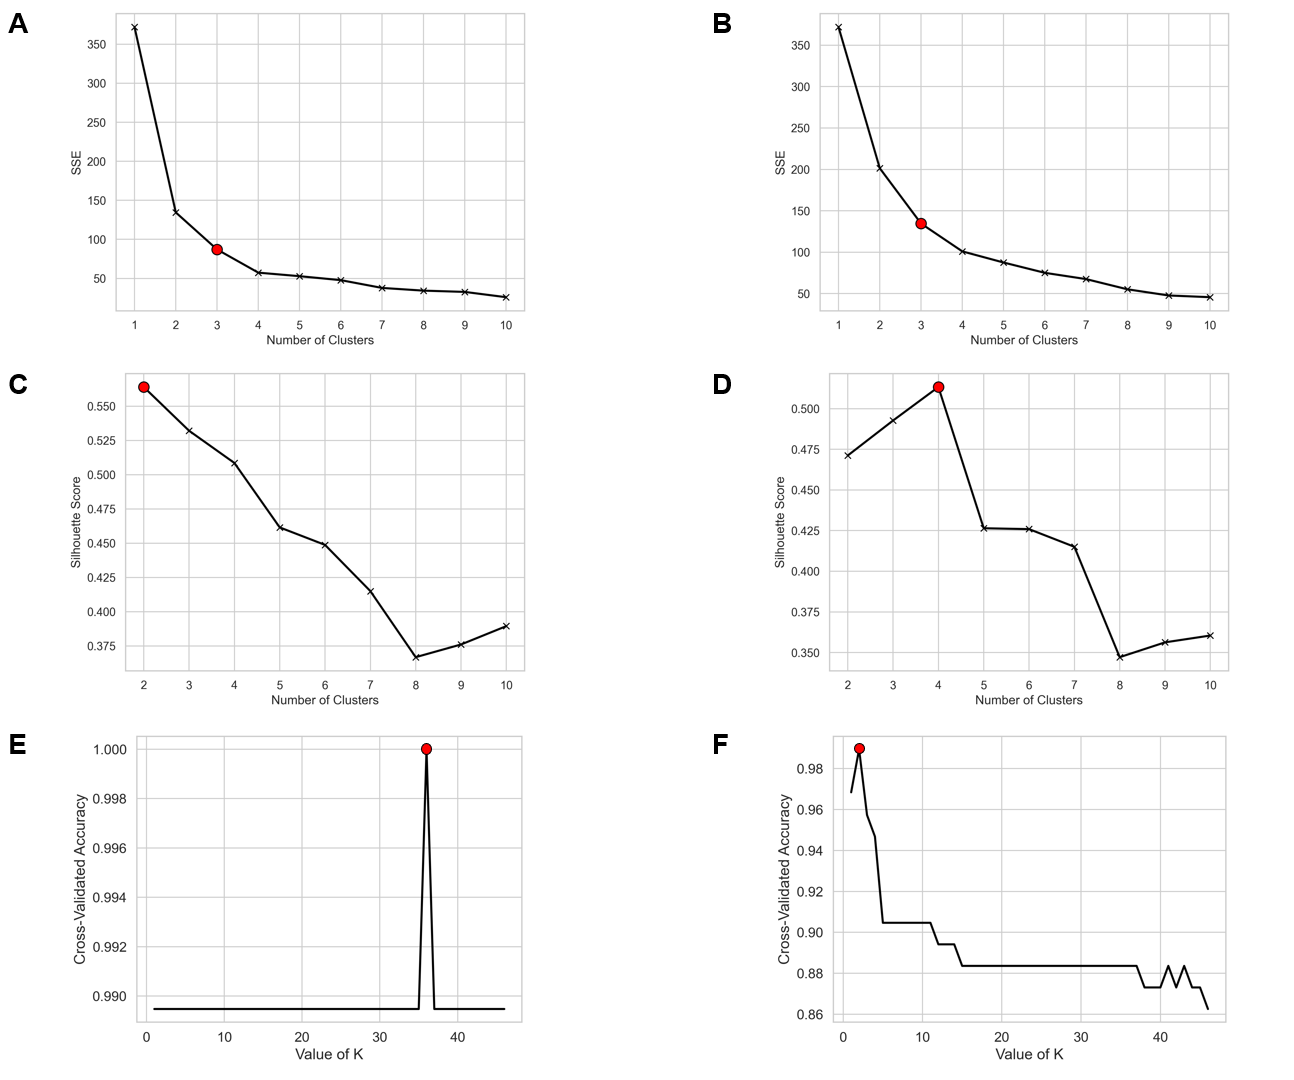 A
350
300
250
200
150
100
50
SSE
1 2 3 4 5 6 7 8 9 10
Number of Clusters
B
350
300
250
200
150
100
50
SSE
1 2 3 4 5 6 7 8 9 10
Number of Clusters
C
0.550
0.525
0.500
0.475
0.450
0.425
0.400
0.375
Silhouette Score
2 3 4 5 6 7 8 9 10
Number of Clusters
D
0.500
0.475
0.450
0.425
0.400
0.375
0.350
Silhouette Score
2 3 4 5 6 7 8 9 10
Number of Clusters
E
1.000
0.998
0.996
0.994
0.992
0.990
Cross-Validated Accuracy
0 10 20 30 40
Value of K
F
0.98
0.96
0.94
0.92
0.90
0.88
0.86
Cross-Validated Accuracy
0 10 20 30 40
Value of K